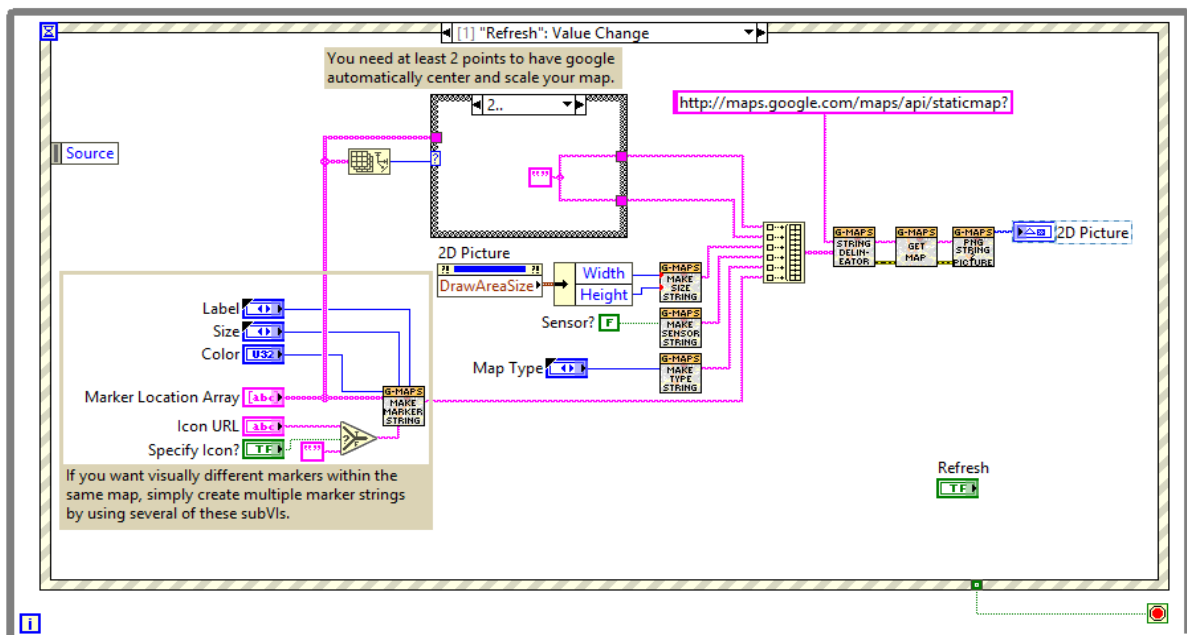 [1] "Refresh": Value Change
You need at least 2 points to have google
automatically center and scale your map.
2..
http://maps.google.com/maps/api/staticmap?
Source
?
""
2D Picture
DrawAreaSize
Width
Height
G-MAPS
MAKE
SIZE
STRING
Sensor?
F
G-MAPS
MAKE
SENSOR
STRING
Map Type
G-MAPS
MAKE
TYPE
STRING
G-MAPS
STRING
DELIN-
EATOR
G-MAPS
GET
MAP
G-MAPS
PNG
STRING
2
PICTURE
2D Picture
Label
Size
Color
U32
Marker Location Array
[abc]
G-MAPS
MAKE
MARKER
STRING
Icon URL
abc
Specify Icon?
TF
""
?
T
F
If you want visually different markers within the
same map, simply create multiple marker strings
by using several of these subVIs.
Refresh
TF
i